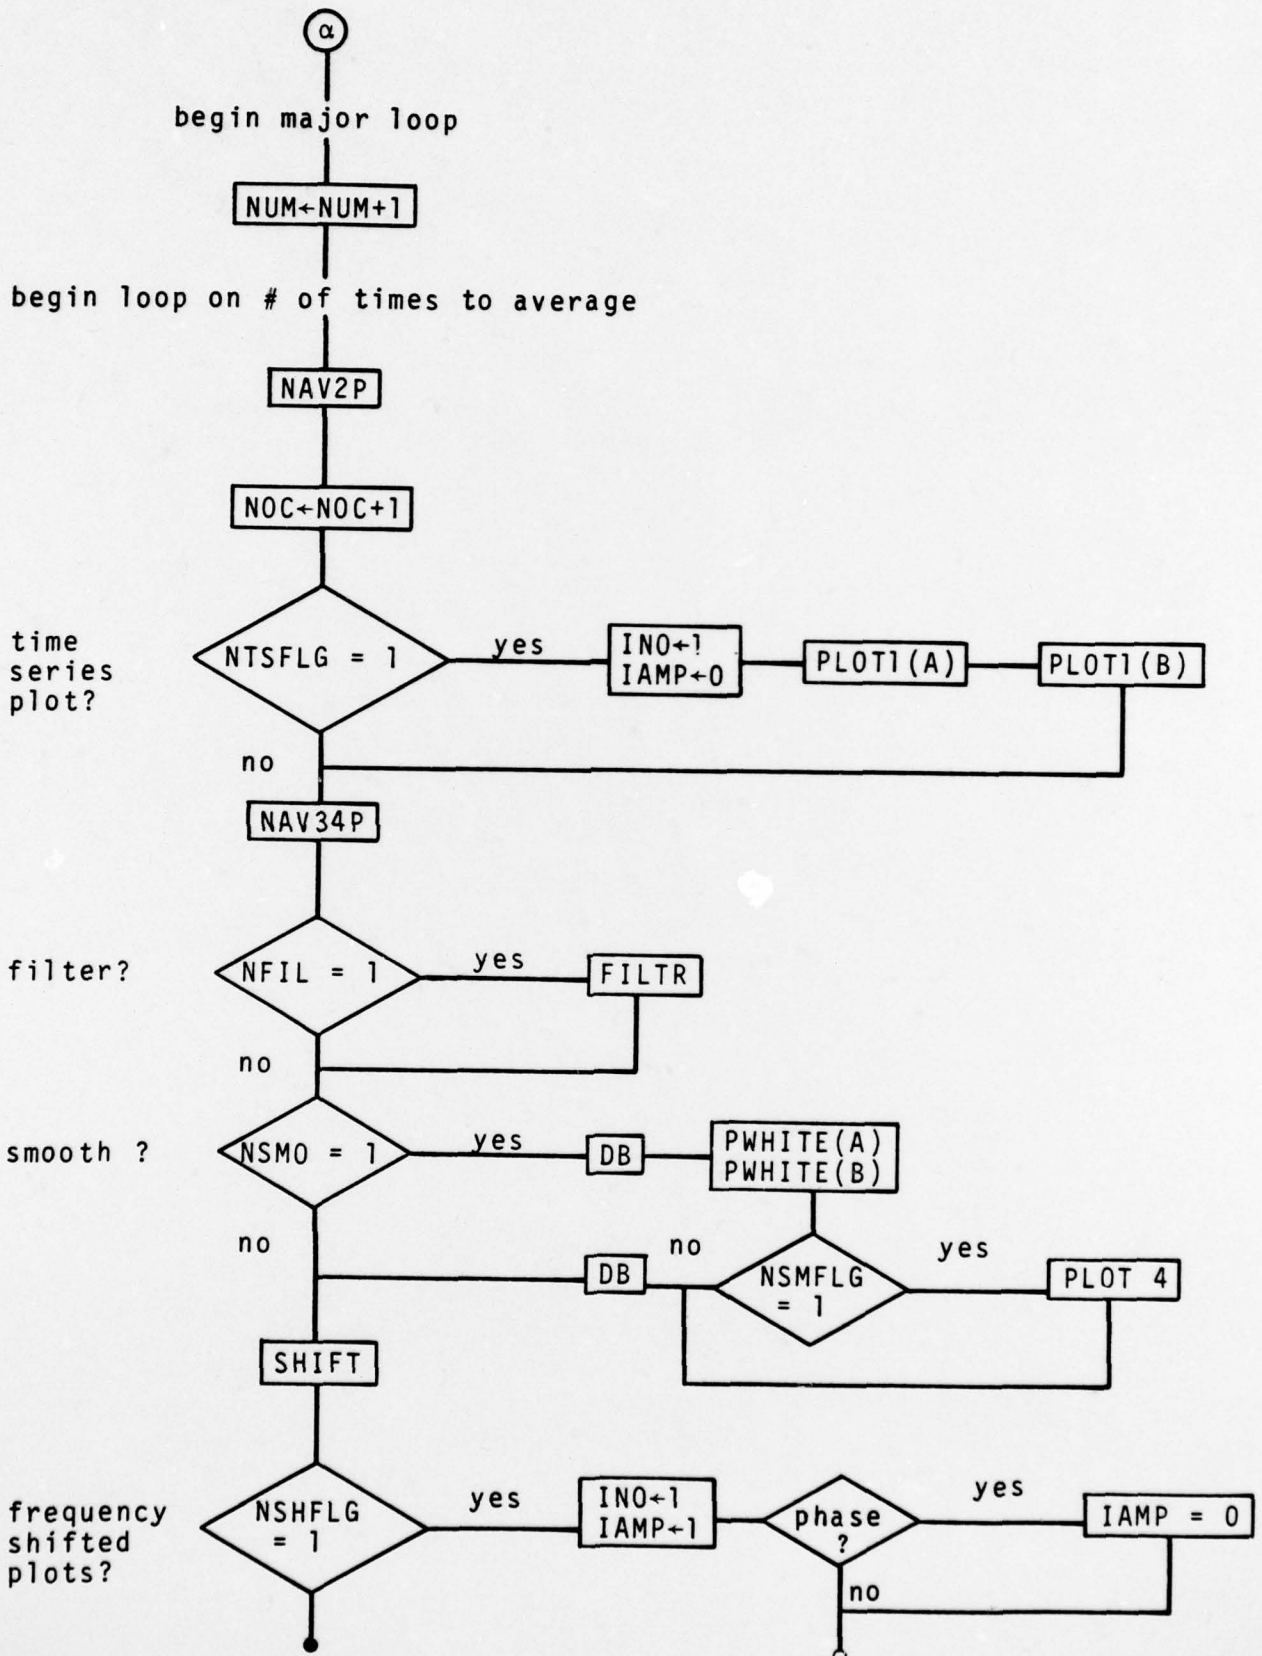 α
begin major loop
NUM←NUM+1
begin loop on # of times to average
NAV2P
NOC←NOC+1
time
series
plot?
NTSFLG = 1
yes
INO←1
IAMP←0
PLOT1(A)
PLOT1(B)
no
NAV34P
filter?
NFIL = 1
yes
FILTR
no
smooth ?
NSMO = 1
yes
DB
PWHITE(A)
PWHITE(B)
no
DB
no
NSMFLG
= 1
yes
PLOT 4
SHIFT
frequency
shifted
plots?
NSHFLG
= 1
yes
INO←1
IAMP←1
phase
?
yes
IAMP = 0
no